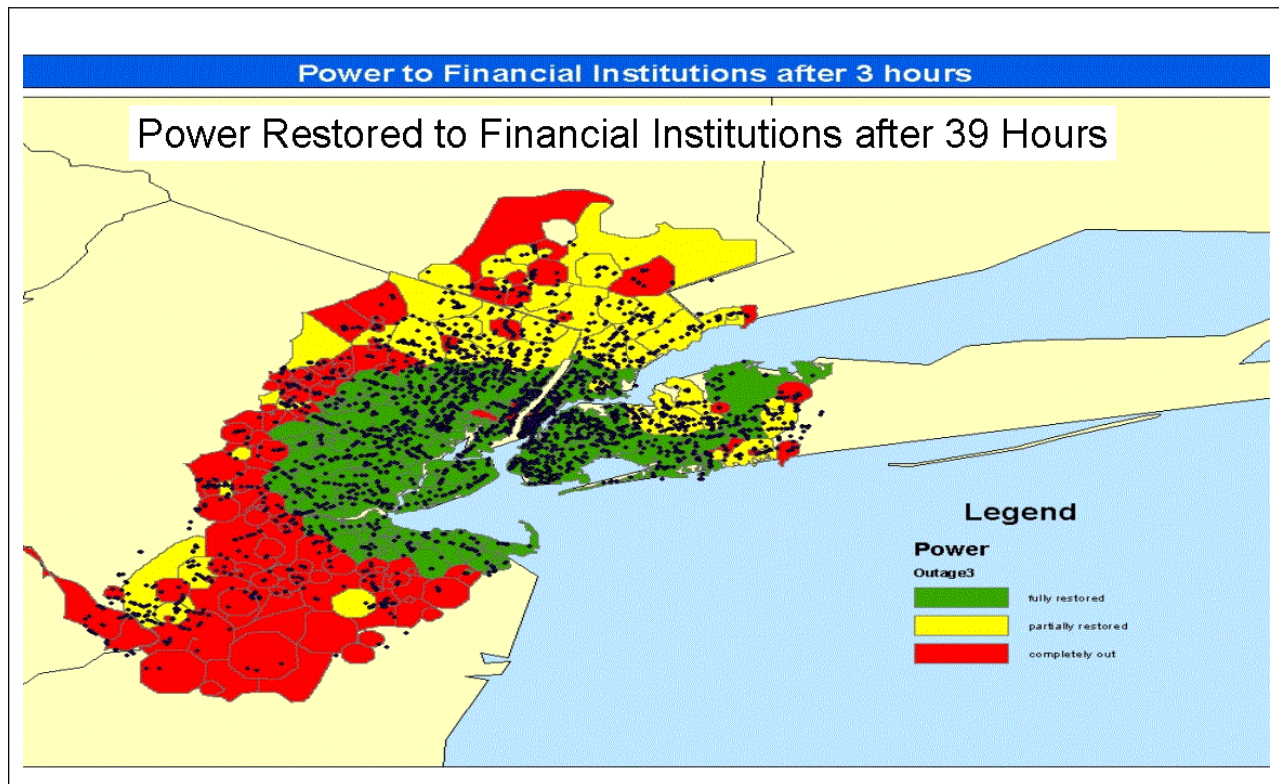 Power to Financial Institutions after 3 hours
Power Restored to Financial Institutions after 39 Hours
Legend
Power
Outage3
fully restored
partially restored
completely out